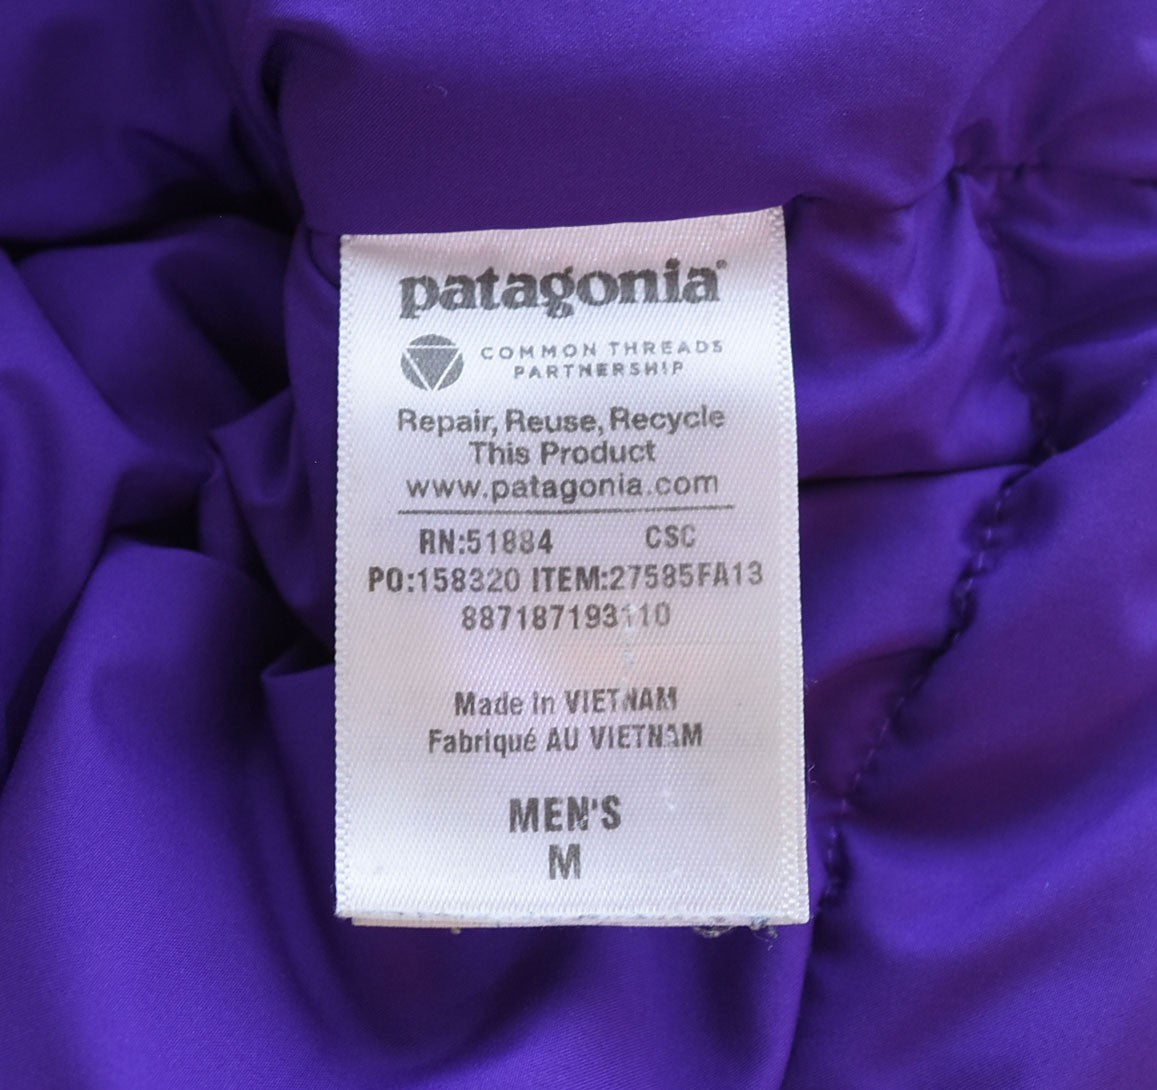 patagonia®
COMMON THREADS
PARTNERSHIP
Repair, Reuse, Recycle
This Product
www.patagonia.com
RN:51884 CSC
PO:158320 ITEM:27585FA13
887187193110
Made in VIETNAM
Fabriqué AU VIETNAM
MEN'S
M